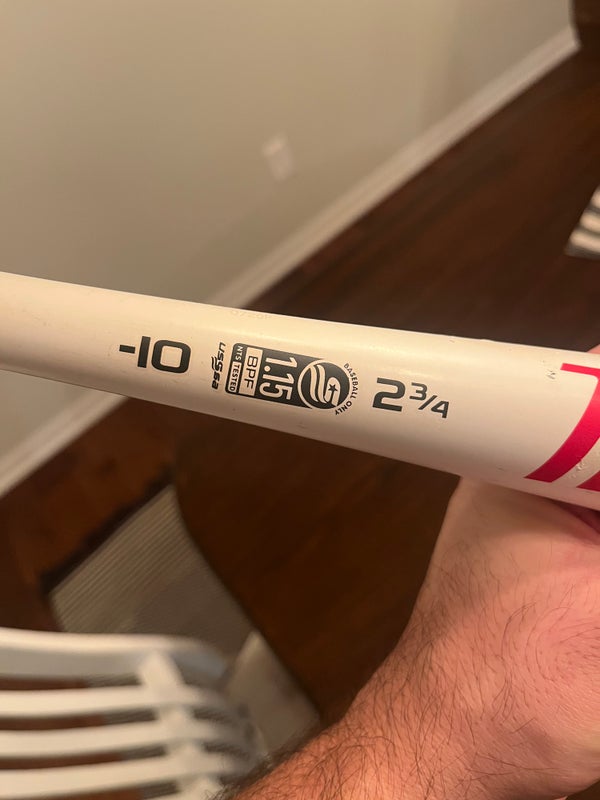 -10
USSSA
NTS TESTED
BPF
1.15
BASEBALL ONLY
2 3/4